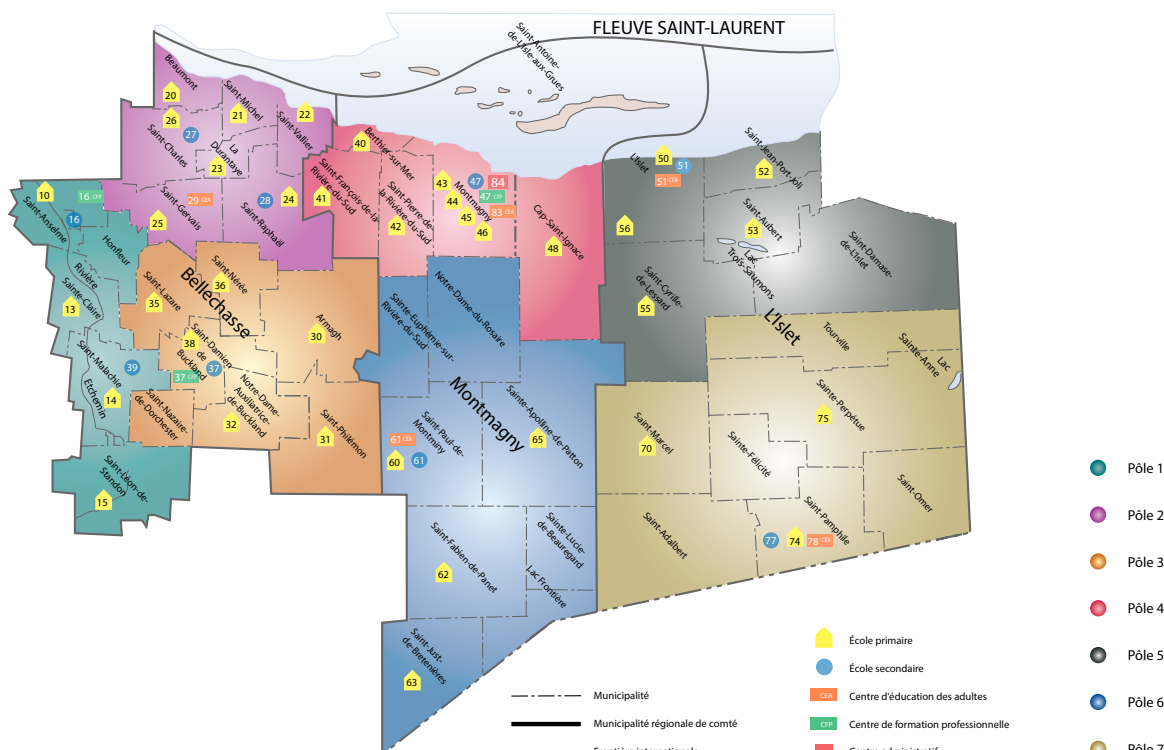 FLEUVE SAINT-LAURENT
Saint-Antoine-
de-L'Isle-aux-Grues
Beaumont
20
26
Saint-Michel
21
22
Saint-Vallier
27
Saint-Charles
La
Durantaye
23
40
Berthier-sur-Mer
50
51
L'Islet
51 CEA
52
Saint-Jean-Port-Joli
10
Saint-Anselme
16 CFP
16
Honfleur
29 CEA
Saint-Gervais
25
28
24
Saint-Raphaël
41
Saint-François-de-la-
Rivière-du-Sud
Saint-Pierre-de-
la-Rivière-du-Sud
42
43
47
84
44
Montmagny
47 CFP
45
83 CEA
46
Cap-Saint-Ignace
48
56
Saint-Aubert
53
Lac
Trois-Saumons
Saint-Damase-
de-L'Islet
Rivière
Sainte-Claire
13
Saint-Lazare
35
Saint-Nérée
36
Bellechasse
Armagh
30
Saint-Damien
de
Buckland
38
37
37 CFP
Saint-Malachie
39
14
Etchemin
Saint-Nazaire-
de-Dorchester
Notre-Dame-
Auxiliatrice-
de-Buckland
32
Saint-Philémon
31
Saint-Léon-de-
Standon
15
Sainte-Euphémie-sur-
Rivière-du-Sud
Notre-Dame-du-Rosaire
Montmagny
Saint-Paul-de-
Montminy
61 CEA
60
61
Sainte-Apolline-de-Patton
65
Saint-Fabien-de-Panet
62
Sainte-Lucie-
de-Beauregard
Lac Frontière
Saint-Just-
de-Bretenières
63
Saint-Cyrille-
de-Lessard
55
L'Islet
Tourville
Sainte-Anne
Lac
Sainte-Perpétue
75
Saint-Marcel
70
Sainte-Félicité
Saint-Omer
Saint-Adalbert
Saint-Pamphile
77
74
78 CEA
Pôle 1
Pôle 2
Pôle 3
Pôle 4
Pôle 5
Pôle 6
Pôle 7
École primaire
École secondaire
CEA Centre d'éducation des adultes
CFP Centre de formation professionnelle
Centre administratif
Municipalité
Municipalité régionale de comté
Frontière internationale